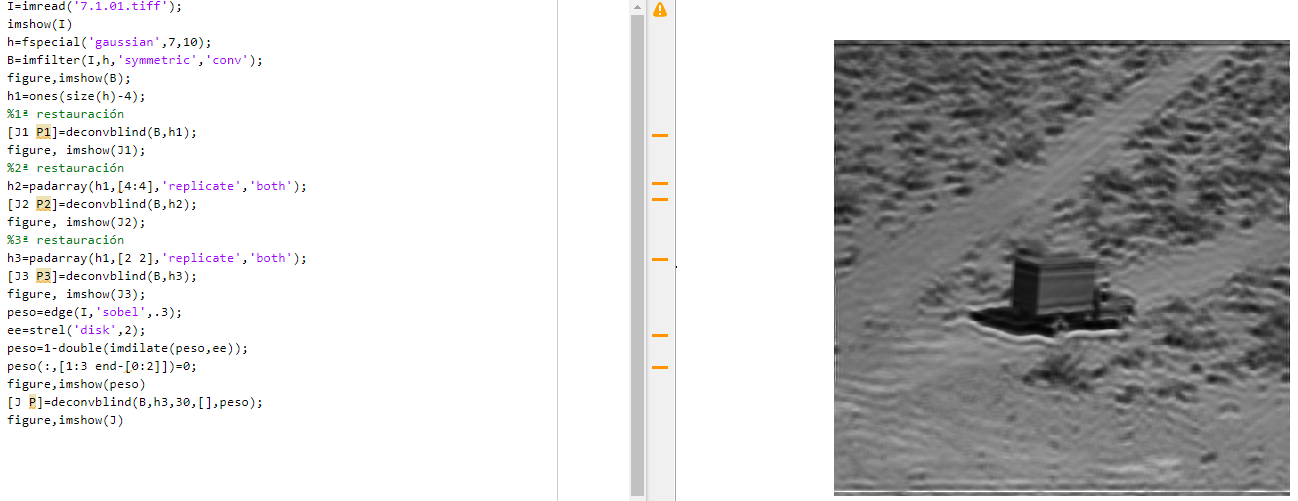 I=imread('7.1.01.tiff');
imshow(I)
h=fspecial('gaussian',7,10);
B=imfilter(I,h,'symmetric','conv');
figure,imshow(B);
h1=ones(size(h)-4);
%1ª restauración
[J1 P1]=deconvblind(B,h1);
figure, imshow(J1);
%2ª restauración
h2=padarray(h1,[4:4],'replicate','both');
[J2 P2]=deconvblind(B,h2);
figure, imshow(J2);
%3ª restauración
h3=padarray(h1,[2 2],'replicate','both');
[J3 P3]=deconvblind(B,h3);
figure, imshow(J3);
peso=edge(I,'sobel',.3);
ee=strel('disk',2);
peso=1-double(imdilate(peso,ee));
peso(:,[1:3 end-[0:2]])=0;
figure,imshow(peso)
[J P]=deconvblind(B,h3,30,[],peso);
figure,imshow(J)